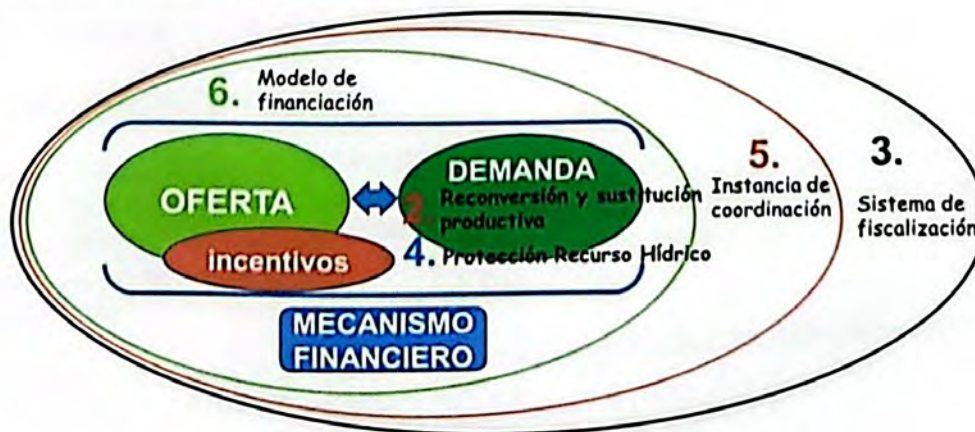 6. Modelo de
financiación
OFERTA
incentivos
DEMANDA
2. Reconversión y sustitución
productiva
4. Protección Recurso Hídrico
MECANISMO
FINANCIERO
5.
Instancia de
coordinación
3.
Sistema de
fiscalización